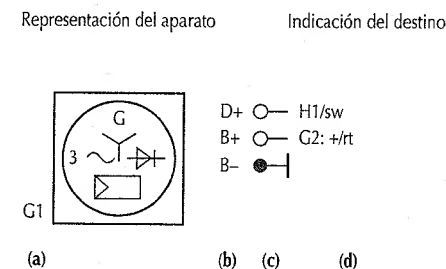 Representación del aparato Indicación del destino
G
3
G1
D+ H1/sw
B+ G2: +/rt
B–
(a) (b) (c) (d)